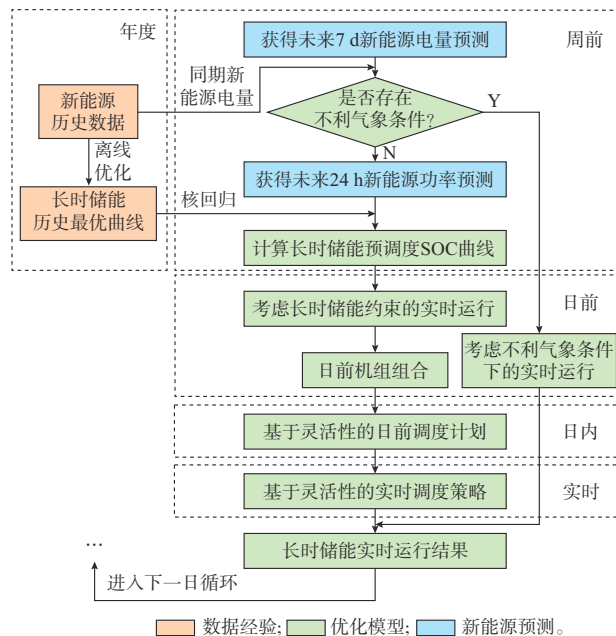 年度
周前
获得未来7 d新能源电量预测
同期新
能源电量
新能源
历史数据
是否存在
不利气象条件?
Y
N
离线
优化
获得未来24 h新能源功率预测
长时储能
历史最优曲线
核回归
计算长时储能预调度SOC曲线
日前
考虑长时储能约束的实时运行
考虑不利气象条件
下的实时运行
日前机组组合
基于灵活性的日前调度计划
日内
基于灵活性的实时调度策略
实时
…
长时储能实时运行结果
进入下一日循环
数据经验; 优化模型; 新能源预测。